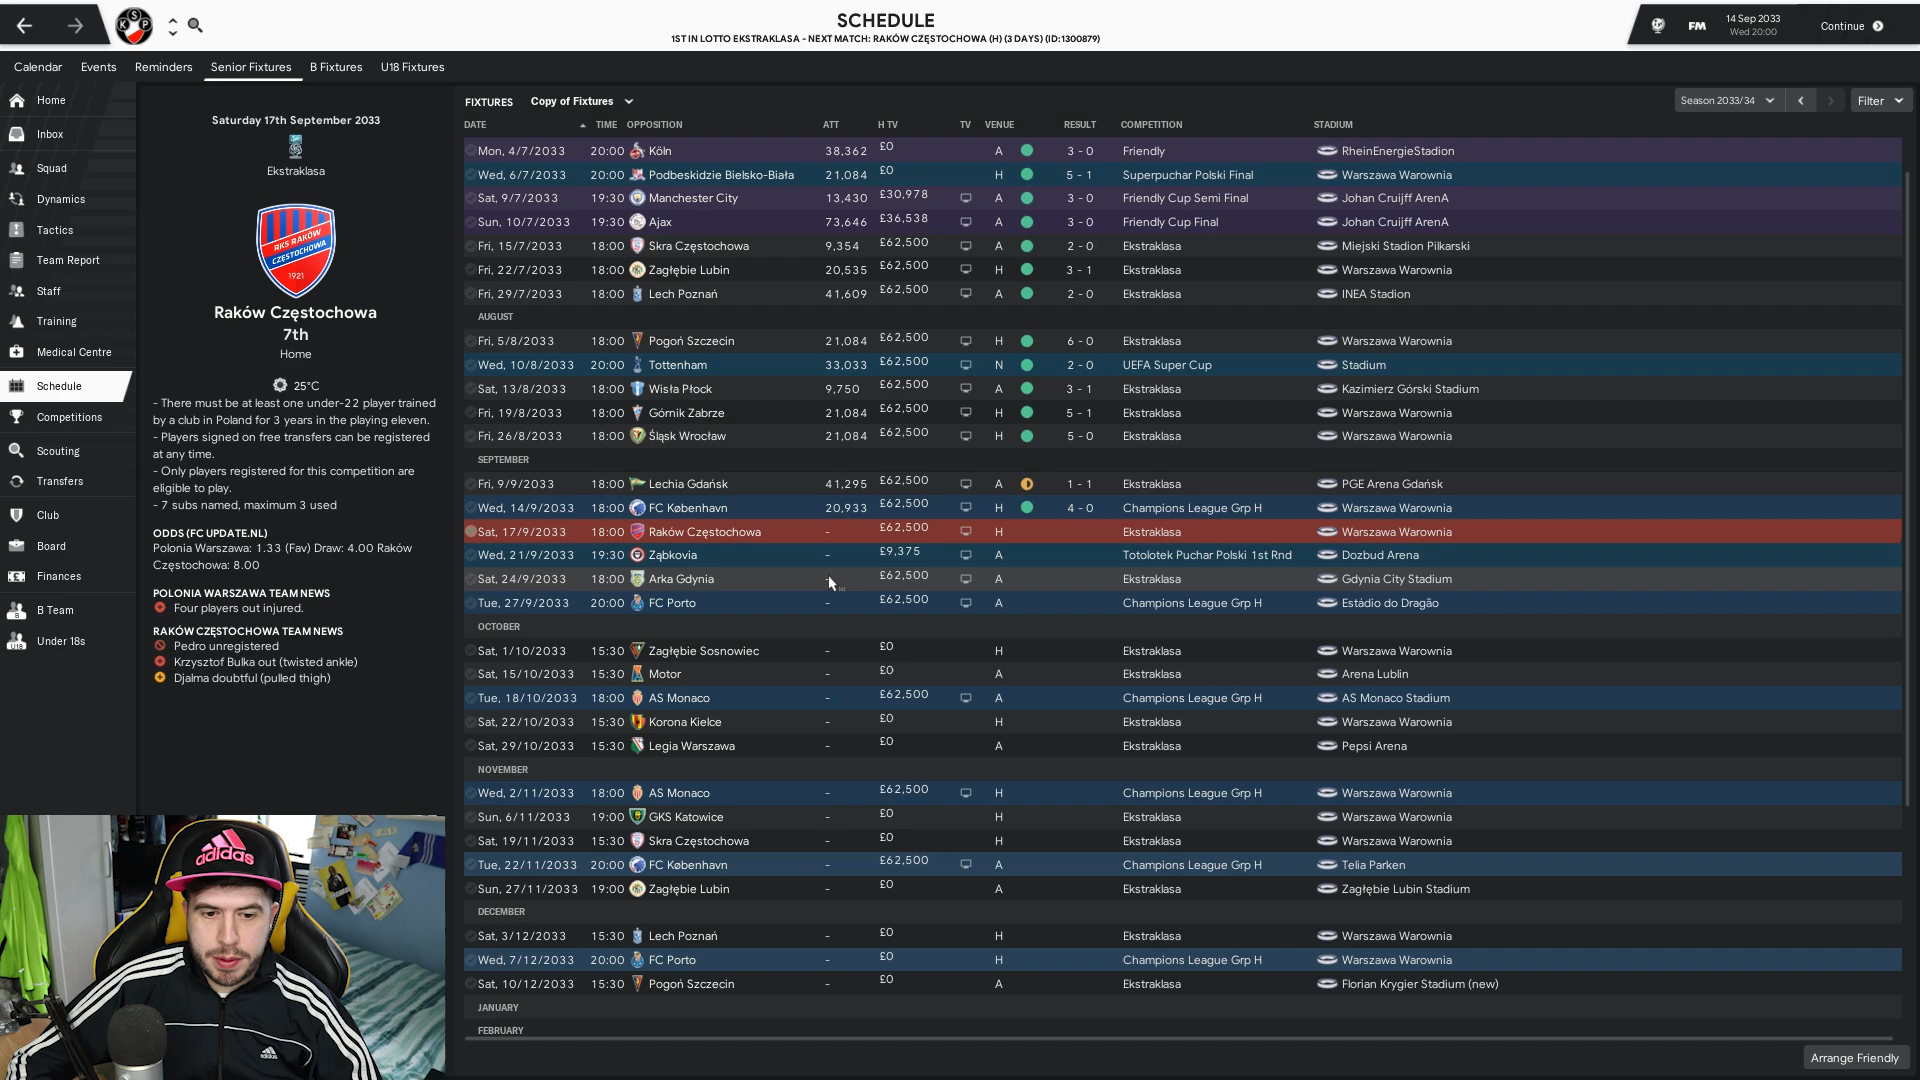 SCHEDULE
1ST IN LOTTO EKSTRAKLASA - NEXT MATCH: RAKÓW CZĘSTOCHOWA (H) (3 DAYS) (ID:1300879)
KSP
FM
14 Sep 2033
Wed 20:00
Continue
Calendar Events Reminders Senior Fixtures B Fixtures U18 Fixtures
Home
Inbox
Squad
Dynamics
Tactics
Team Report
Staff
Training
Medical Centre
Schedule
Competitions
Scouting
Transfers
Club
Board
Finances
B Team
Under 18s
Saturday 17th September 2033
Ekstraklasa
RKS RAKÓW
CZĘSTOCHOWA
1921
Raków Częstochowa
7th
Home
25°C
- There must be at least one under-22 player trained
by a club in Poland for 3 years in the playing eleven.
- Players signed on free transfers can be registered
at any time.
- Only players registered for this competition are
eligible to play.
- 7 subs named, maximum 3 used
ODDS (FC UPDATE.NL)
Polonia Warszawa: 1.33 (Fav) Draw: 4.00 Raków
Częstochowa: 8.00
POLONIA WARSZAWA TEAM NEWS
Four players out injured.
RAKÓW CZĘSTOCHOWA TEAM NEWS
Pedro unregistered
Krzysztof Bulka out (twisted ankle)
Djalma doubtful (pulled thigh)
FIXTURES Copy of Fixtures Season 2033/34 Filter
DATE TIME OPPOSITION ATT H TV TV VENUE RESULT COMPETITION STADIUM
Mon, 4/7/2033 20:00 Köln 38,362 £0 A 3 - 0 Friendly RheinEnergieStadion
Wed, 6/7/2033 20:00 Podbeskidzie Bielsko-Biała 21,084 £0 H 5 - 1 Superpuchar Polski Final Warszawa Warownia
Sat, 9/7/2033 19:30 Manchester City 13,430 £30,978 A 3 - 0 Friendly Cup Semi Final Johan Cruijff ArenA
Sun, 10/7/2033 19:30 Ajax 73,646 £36,538 A 3 - 0 Friendly Cup Final Johan Cruijff ArenA
Fri, 15/7/2033 18:00 Skra Częstochowa 9,354 £62,500 A 2 - 0 Ekstraklasa Miejski Stadion Pilkarski
Fri, 22/7/2033 18:00 Zagłębie Lubin 20,535 £62,500 H 3 - 1 Ekstraklasa Warszawa Warownia
Fri, 29/7/2033 18:00 Lech Poznań 41,609 £62,500 A 2 - 0 Ekstraklasa INEA Stadion
AUGUST
Fri, 5/8/2033 18:00 Pogoń Szczecin 21,084 £62,500 H 6 - 0 Ekstraklasa Warszawa Warownia
Wed, 10/8/2033 20:00 Tottenham 33,033 £62,500 N 2 - 0 UEFA Super Cup Stadium
Sat, 13/8/2033 18:00 Wisła Płock 9,750 £62,500 A 3 - 1 Ekstraklasa Kazimierz Górski Stadium
Fri, 19/8/2033 18:00 Górnik Zabrze 21,084 £62,500 H 5 - 1 Ekstraklasa Warszawa Warownia
Fri, 26/8/2033 18:00 Śląsk Wrocław 21,084 £62,500 H 5 - 0 Ekstraklasa Warszawa Warownia
SEPTEMBER
Fri, 9/9/2033 18:00 Lechia Gdańsk 41,295 £62,500 A 1 - 1 Ekstraklasa PGE Arena Gdańsk
Wed, 14/9/2033 18:00 FC København 20,933 £62,500 H 4 - 0 Champions League Grp H Warszawa Warownia
Sat, 17/9/2033 18:00 Raków Częstochowa - £62,500 H Ekstraklasa Warszawa Warownia
Wed, 21/9/2033 19:30 Ząbkovia - £9,375 A Totolotek Puchar Polski 1st Rnd Dozbud Arena
Sat, 24/9/2033 18:00 Arka Gdynia - £62,500 A Ekstraklasa Gdynia City Stadium
Tue, 27/9/2033 20:00 FC Porto - £62,500 A Champions League Grp H Estádio do Dragão
OCTOBER
Sat, 1/10/2033 15:30 Zagłębie Sosnowiec - £0 H Ekstraklasa Warszawa Warownia
Sat, 15/10/2033 15:30 Motor - £0 A Ekstraklasa Arena Lublin
Tue, 18/10/2033 18:00 AS Monaco - £62,500 A Champions League Grp H AS Monaco Stadium
Sat, 22/10/2033 15:30 Korona Kielce - £0 H Ekstraklasa Warszawa Warownia
Sat, 29/10/2033 15:30 Legia Warszawa - £0 A Ekstraklasa Pepsi Arena
NOVEMBER
Wed, 2/11/2033 18:00 AS Monaco - £62,500 H Champions League Grp H Warszawa Warownia
Sun, 6/11/2033 19:00 GKS Katowice - £0 H Ekstraklasa Warszawa Warownia
Sat, 19/11/2033 15:30 Skra Częstochowa - £0 H Ekstraklasa Warszawa Warownia
Tue, 22/11/2033 20:00 FC København - £62,500 A Champions League Grp H Telia Parken
Sun, 27/11/2033 19:00 Zagłębie Lubin - £0 A Ekstraklasa Zagłębie Lubin Stadium
DECEMBER
Sat, 3/12/2033 15:30 Lech Poznań - £0 H Ekstraklasa Warszawa Warownia
Wed, 7/12/2033 20:00 FC Porto - £0 H Champions League Grp H Warszawa Warownia
Sat, 10/12/2033 15:30 Pogoń Szczecin - £0 A Ekstraklasa Florian Krygier Stadium (new)
JANUARY
FEBRUARY
Arrange Friendly
adidas
adidas